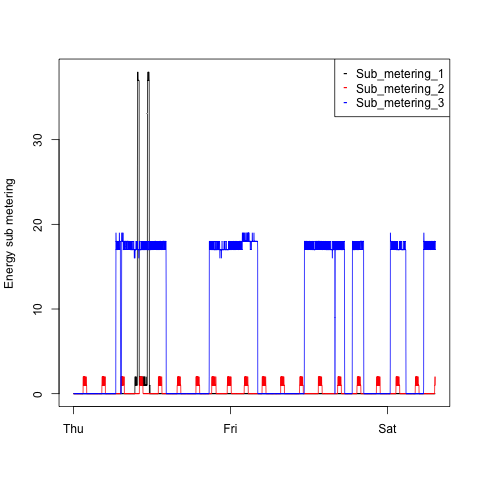 Sub_metering_1
Sub_metering_2
Sub_metering_3
Energy sub metering
30
20
10
0
Thu
Fri
Sat